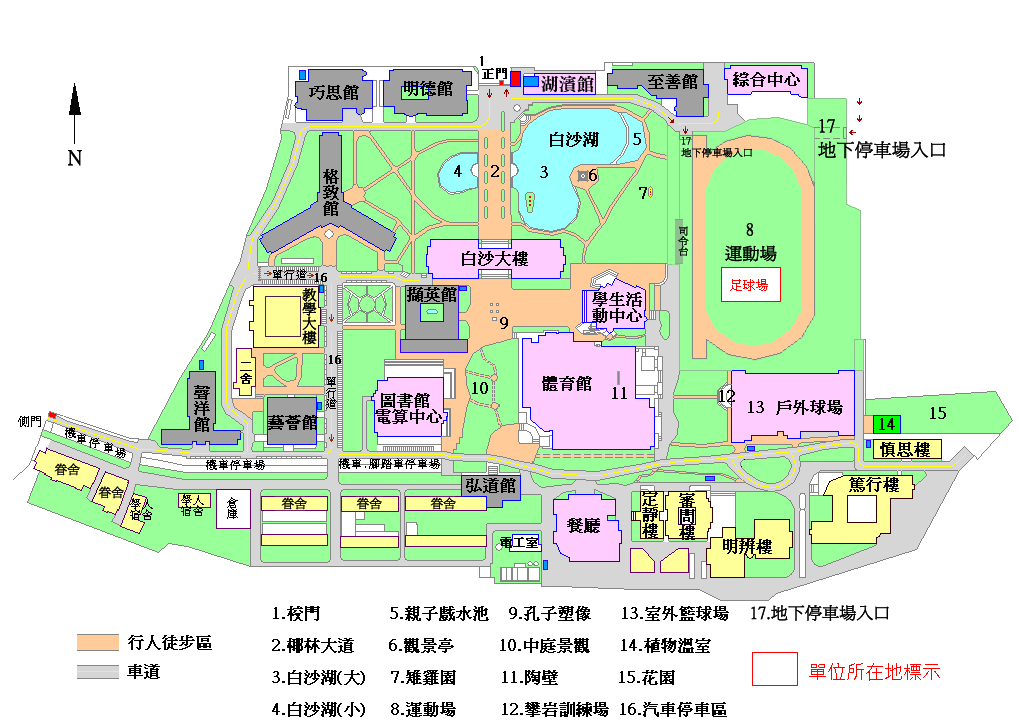 1
正門
巧思館
明德館
湖濱館
至善館
綜合中心
17
地下停車場入口
17
地下停車場入口
白沙湖
5
4
2
3
6
7
格致館
N
8
運動場
足球場
司令台
白沙大樓
單行道
16
擷英館
教學大樓
學生活動中心
9
16
單行道
二舍
體育館
11
10
12
13 戶外球場
14
15
圖書館
電算中心
聲洋館
藝薈館
側門
機車停車場
機車停車場
機車.腳踏車停車場
慎思樓
眷舍
眷舍
學人宿舍
學人宿舍
倉庫
眷舍
眷舍
眷舍
弘道館
餐廳
電工室
定靜樓
審問樓
明辨樓
篤行樓
1.校門
5.親子戲水池
9.孔子塑像
13.室外籃球場
17.地下停車場入口
行人徒步區
2.椰林大道
6.觀景亭
10.中庭景觀
14.植物溫室
車道
3.白沙湖(大)
7.雉雞園
11.陶壁
15.花園
單位所在地標示
4.白沙湖(小)
8.運動場
12.攀岩訓練場
16.汽車停車區